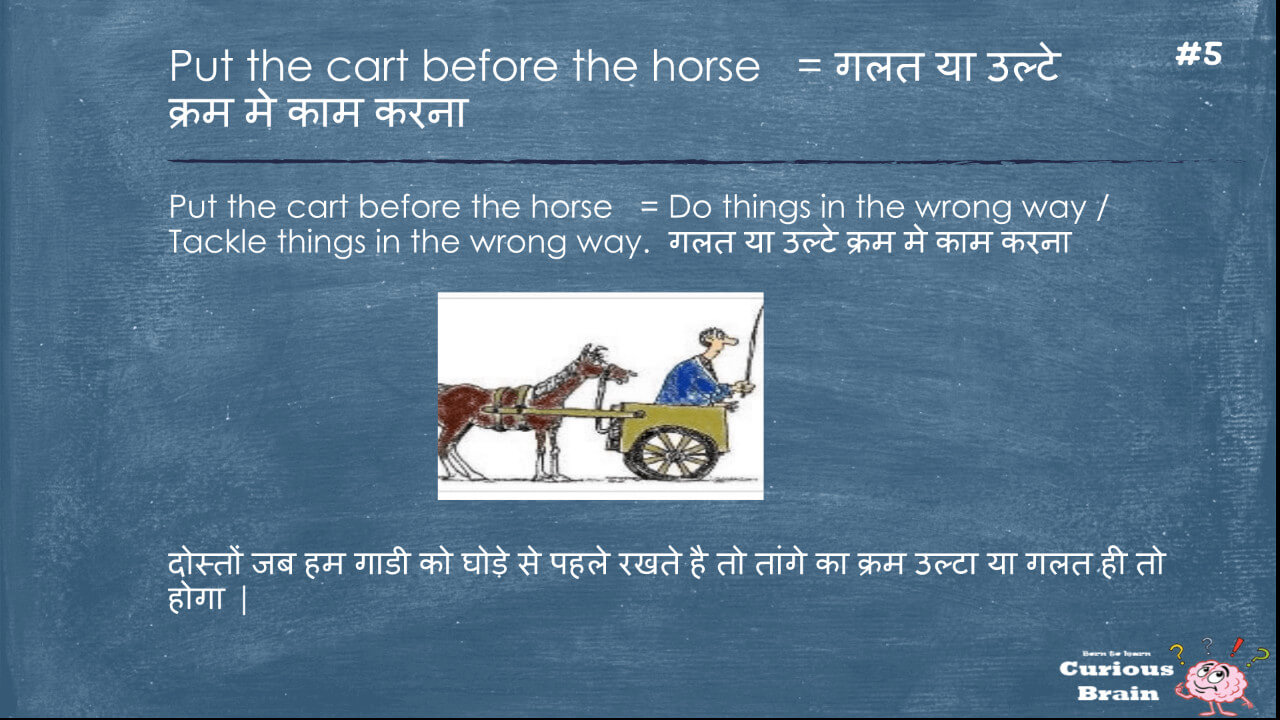 Put the cart before the horse = गलत या उल्टे
#5
क्रम मे काम करना
Put the cart before the horse = Do things in the wrong way /
Tackle things in the wrong way. गलत या उल्टे क्रम मे काम करना
दोस्तों जब हम गाडी को घोड़े से पहले रखते है तो तांगे का क्रम उल्टा या गलत ही तो
होगा |
Born to learn
Curious
Brain